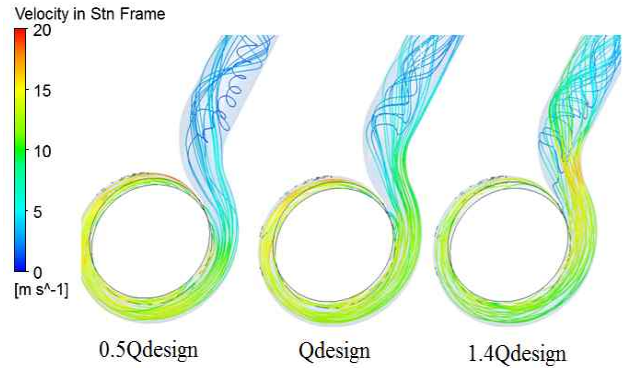 Velocity in Stn Frame
20
15
10
5
0
[m s^-1]
0.5Qdesign
Qdesign
1.4Qdesign